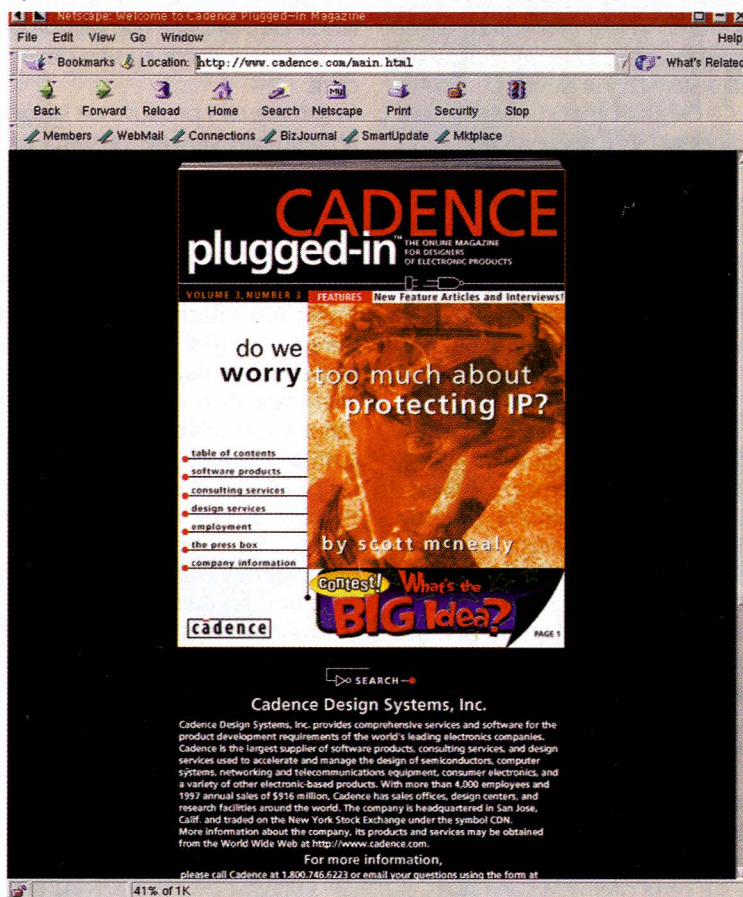 Netscape: Welcome to Cadence Plugged-in Magazine
File Edit View Go Window Help
Bookmarks Location: http://www.cadence.com/main.html What's Related
Back Forward Reload Home Search Netscape Print Security Stop
My
Members WebMail Connections BizJournal SmartUpdate Mktplace
CADENCE
plugged-in™
THE ONLINE MAGAZINE
FOR DESIGNERS
OF ELECTRONIC PRODUCTS
VOLUME 3, NUMBER 3 FEATURES New Feature Articles and Interviews!
do we
worry too much about
protecting IP?
table of contents
software products
consulting services
design services
employment
the press box
company information
by scott mcnealy
Contest! What's the
BIG Idea?
PAGE 1
cādence
SEARCH
Cadence Design Systems, Inc.
Cadence Design Systems, Inc. provides comprehensive services and software for the
product development requirements of the world's leading electronics companies.
Cadence is the largest supplier of software products, consulting services, and design
services used to accelerate and manage the design of semiconductors, computer
systems, networking and telecommunications equipment, consumer electronics, and
a variety of other electronic-based products. With more than 4,000 employees and
1997 annual sales of $916 million, Cadence has sales offices, design centers, and
research facilities around the world. The company is headquartered in San Jose,
Calif. and traded on the New York Stock Exchange under the symbol CDN.
More information about the company, its products and services may be obtained
from the World Wide Web at http://www.cadence.com.
For more information,
please call Cadence at 1.800.746.6223 or email your questions using the form at
41% of 1K